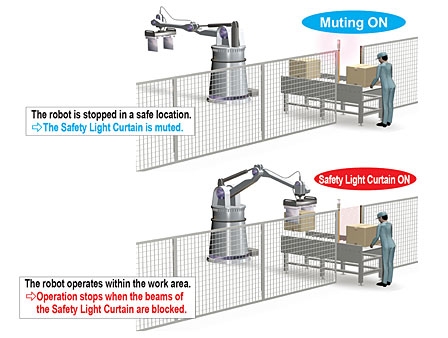 Muting ON
The robot is stopped in a safe location.
⇨The Safety Light Curtain is muted.
Safety Light Curtain ON
The robot operates within the work area.
⇨Operation stops when the beams of
the Safety Light Curtain are blocked.